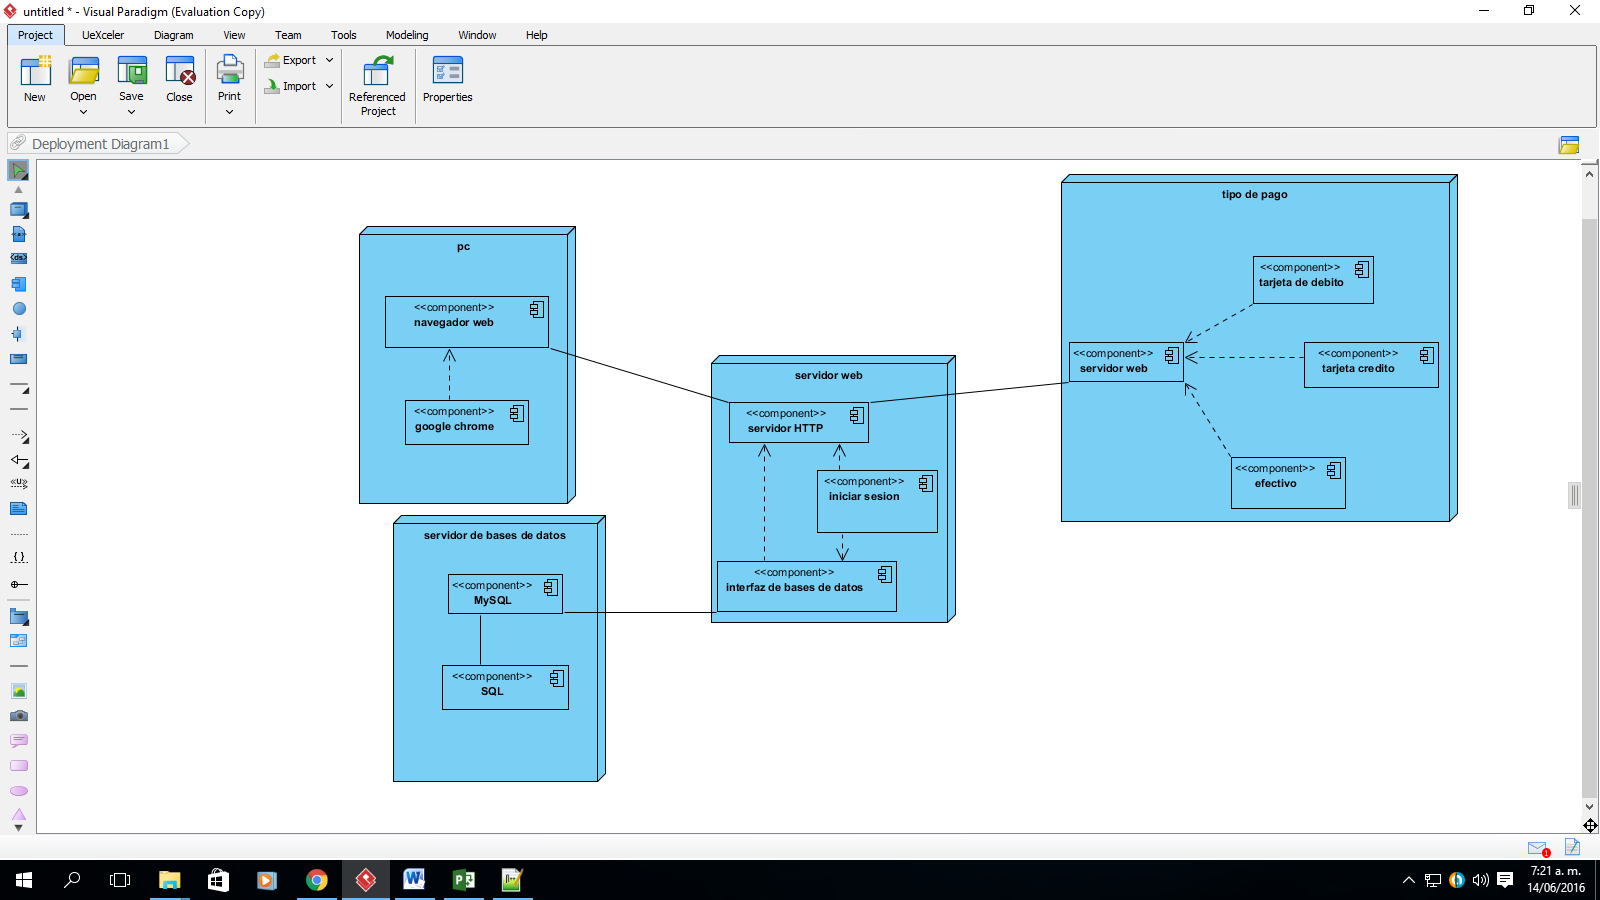 untitled * - Visual Paradigm (Evaluation Copy)
Project UeXceler Diagram View Team Tools Modeling Window Help
New Open Save Close Print Export Import Referenced Project Properties
Deployment Diagram1
pc
<<component>>
navegador web
<<component>>
google chrome
servidor de bases de datos
<<component>>
MySQL
<<component>>
SQL
servidor web
<<component>>
servidor HTTP
<<component>>
iniciar sesion
<<component>>
interfaz de bases de datos
tipo de pago
<<component>>
tarjeta de debito
<<component>>
servidor web
<<component>>
tarjeta credito
<<component>>
efectivo
7:21 a. m.
14/06/2016